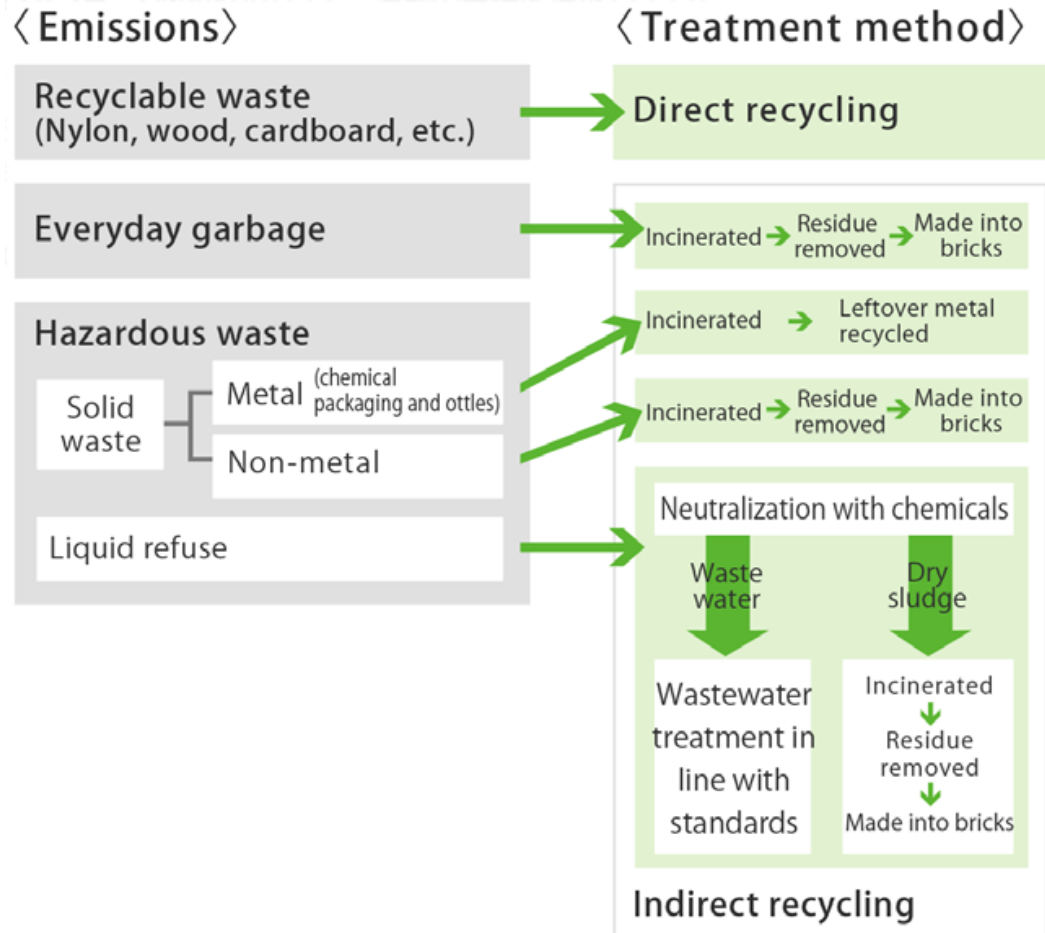 〈Emissions〉
〈Treatment method〉
Recyclable waste
(Nylon, wood, cardboard, etc.)
Direct recycling
Everyday garbage
Incinerated
Residue
removed
Made into
bricks
Hazardous waste
Solid
waste
Metal
(chemical
packaging and ottles)
Incinerated
Leftover metal
recycled
Non-metal
Incinerated
Residue
removed
Made into
bricks
Liquid refuse
Neutralization with chemicals
Waste
water
Wastewater
treatment in
line with
standards
Dry
sludge
Incinerated
Residue
removed
Made into bricks
Indirect recycling